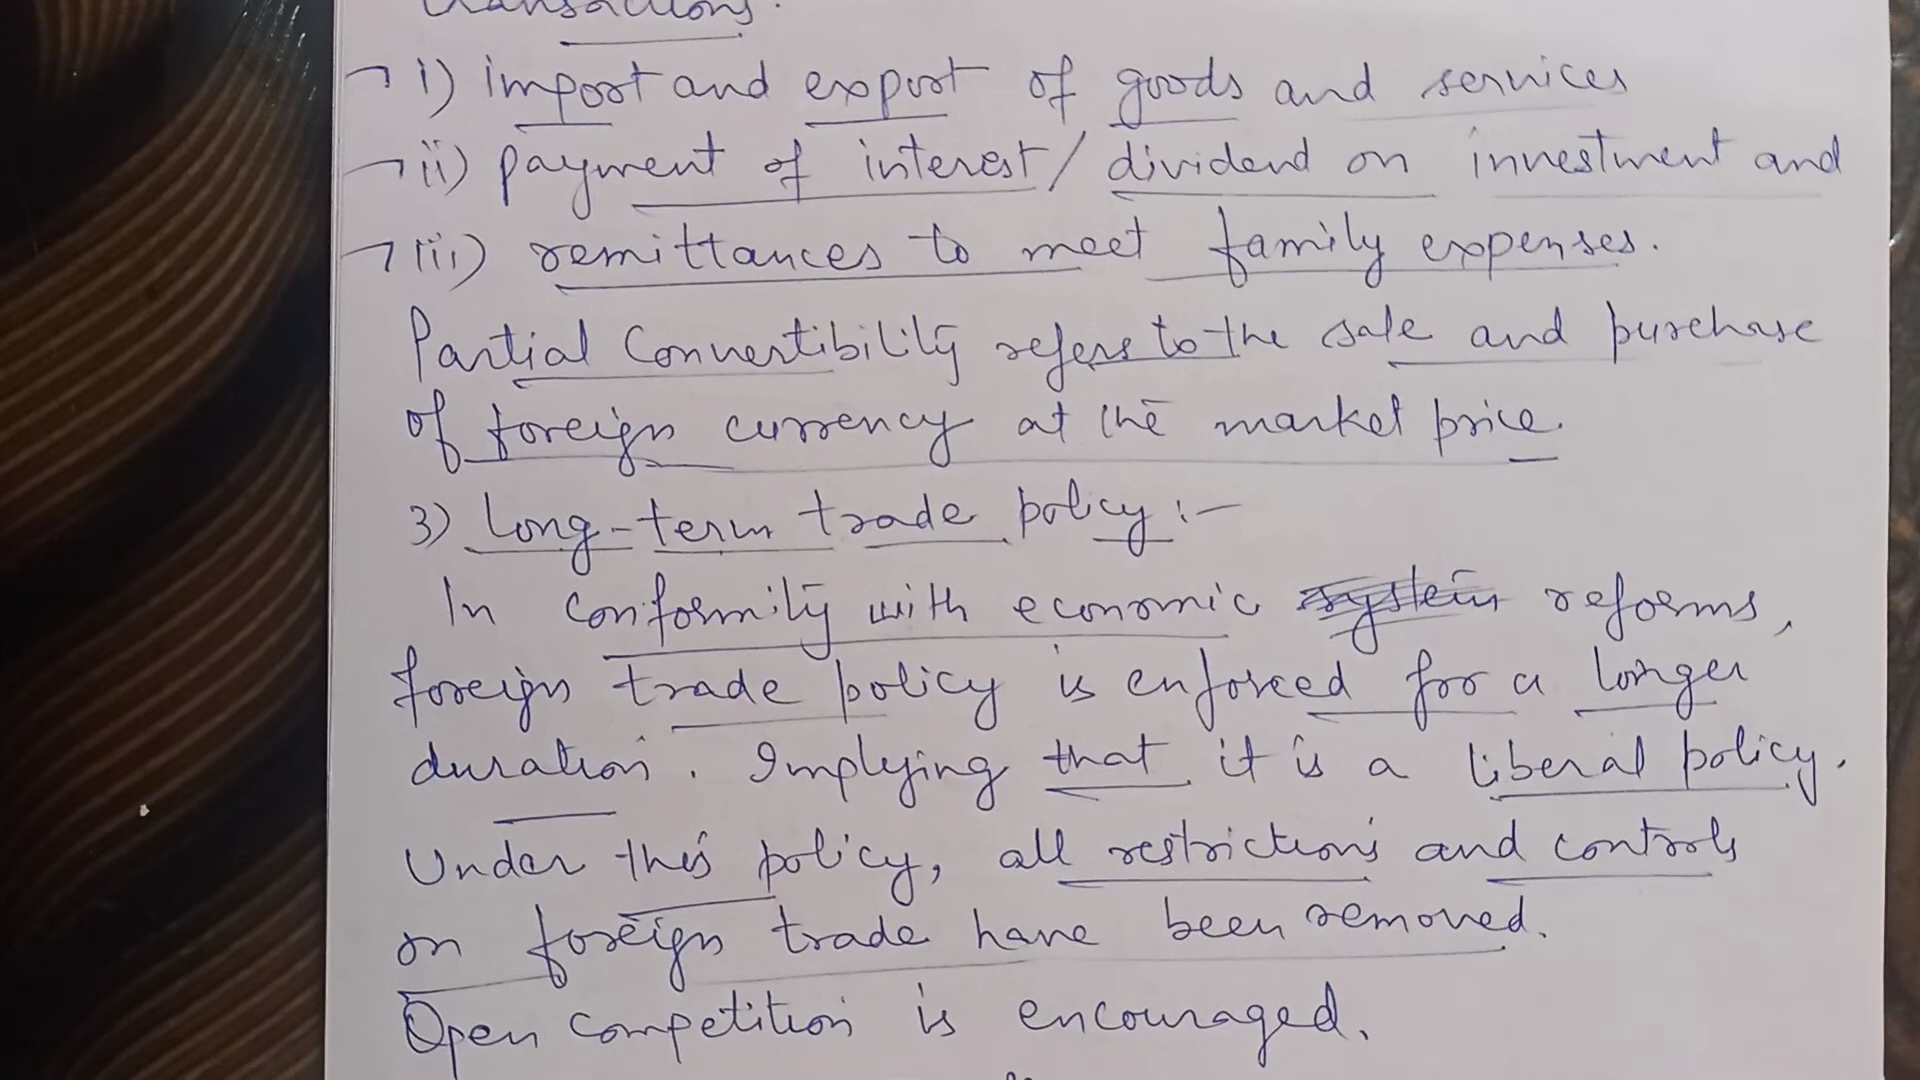 transactions.
→ i) import and export of goods and services
→ ii) payment of interest/dividend on investment and
→ iii) remittances to meet family expenses.
Partial Convertibility refers to the sale and purchase
of foreign currency at the market price.
3) Long-term trade policy :-
In conformity with economic system reforms,
foreign trade policy is enforced for a longer
duration. Implying that it is a liberal policy.
Under this policy, all restrictions and controls
on foreign trade have been removed.
Open competition is encouraged.